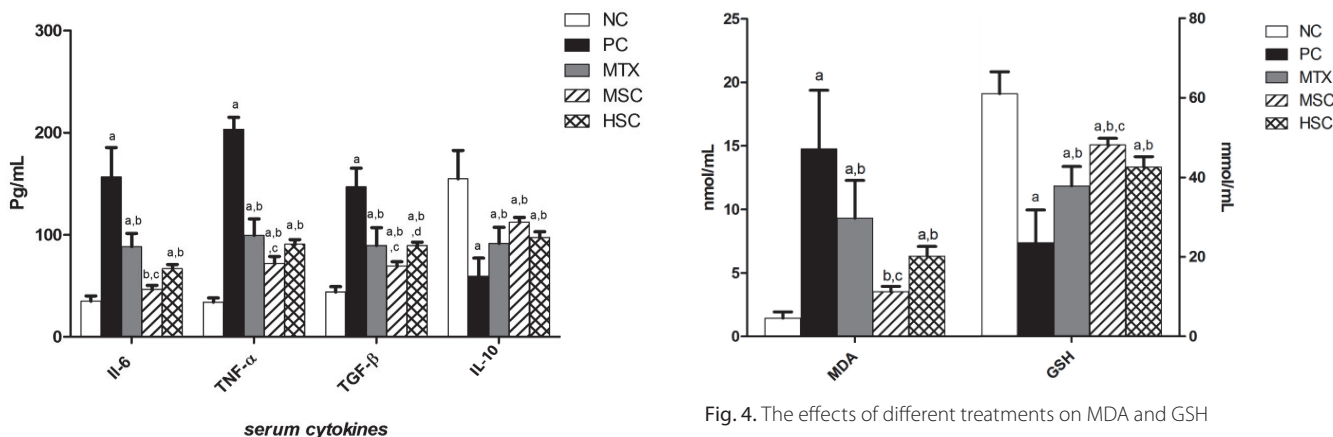 300
200
100
0
Pg/mL
a
a,b
b,c
a,b
a
a,b
a,b
,c
a,b
a
a,b
a,b
,c
a,b
,d
a
a,b
a,b
a,b
Il-6
TNF-α
TGF-β
IL-10
serum cytokines
NC
PC
MTX
MSC
HSC
25
20
15
10
5
0
nmol/mL
a
a,b
b,c
a,b
a
a,b
a,b,c
a,b
MDA
GSH
80
60
40
20
0
mmol/mL
NC
PC
MTX
MSC
HSC
Fig. 4. The effects of different treatments on MDA and GSH